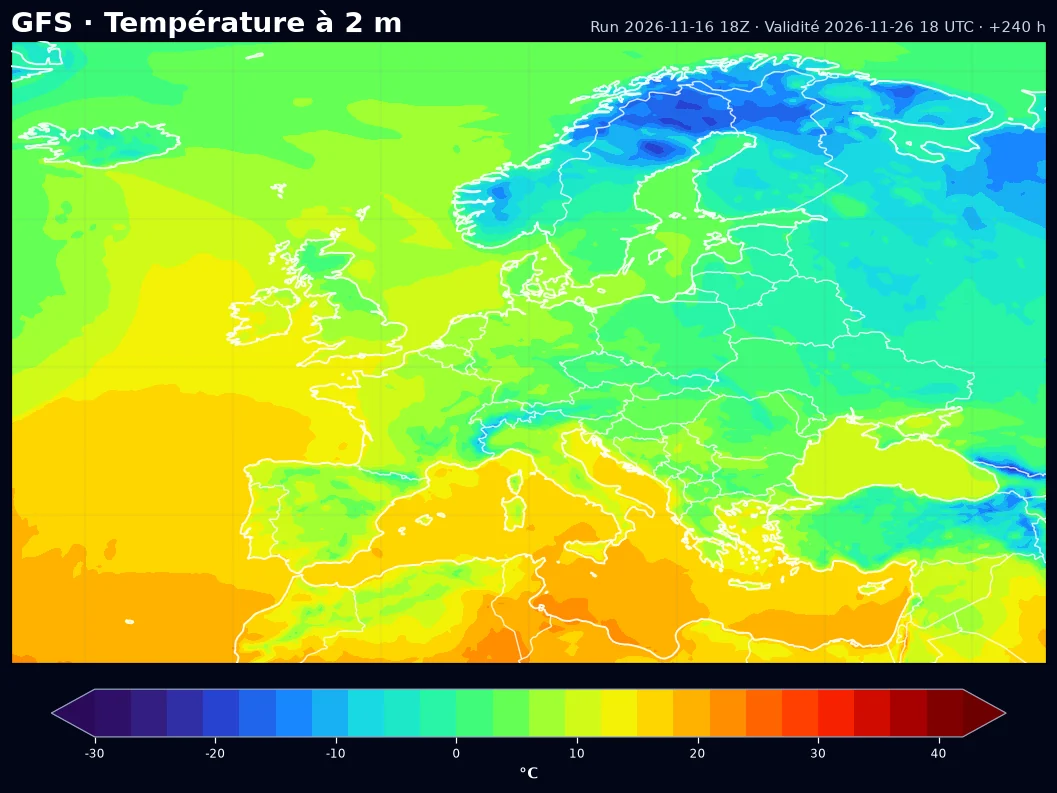 GFS · Température à 2 m
Run 2026-11-16 18Z · Validité 2026-11-26 18 UTC · +240 h
-30 -20 -10 0 10 20 30 40
°C